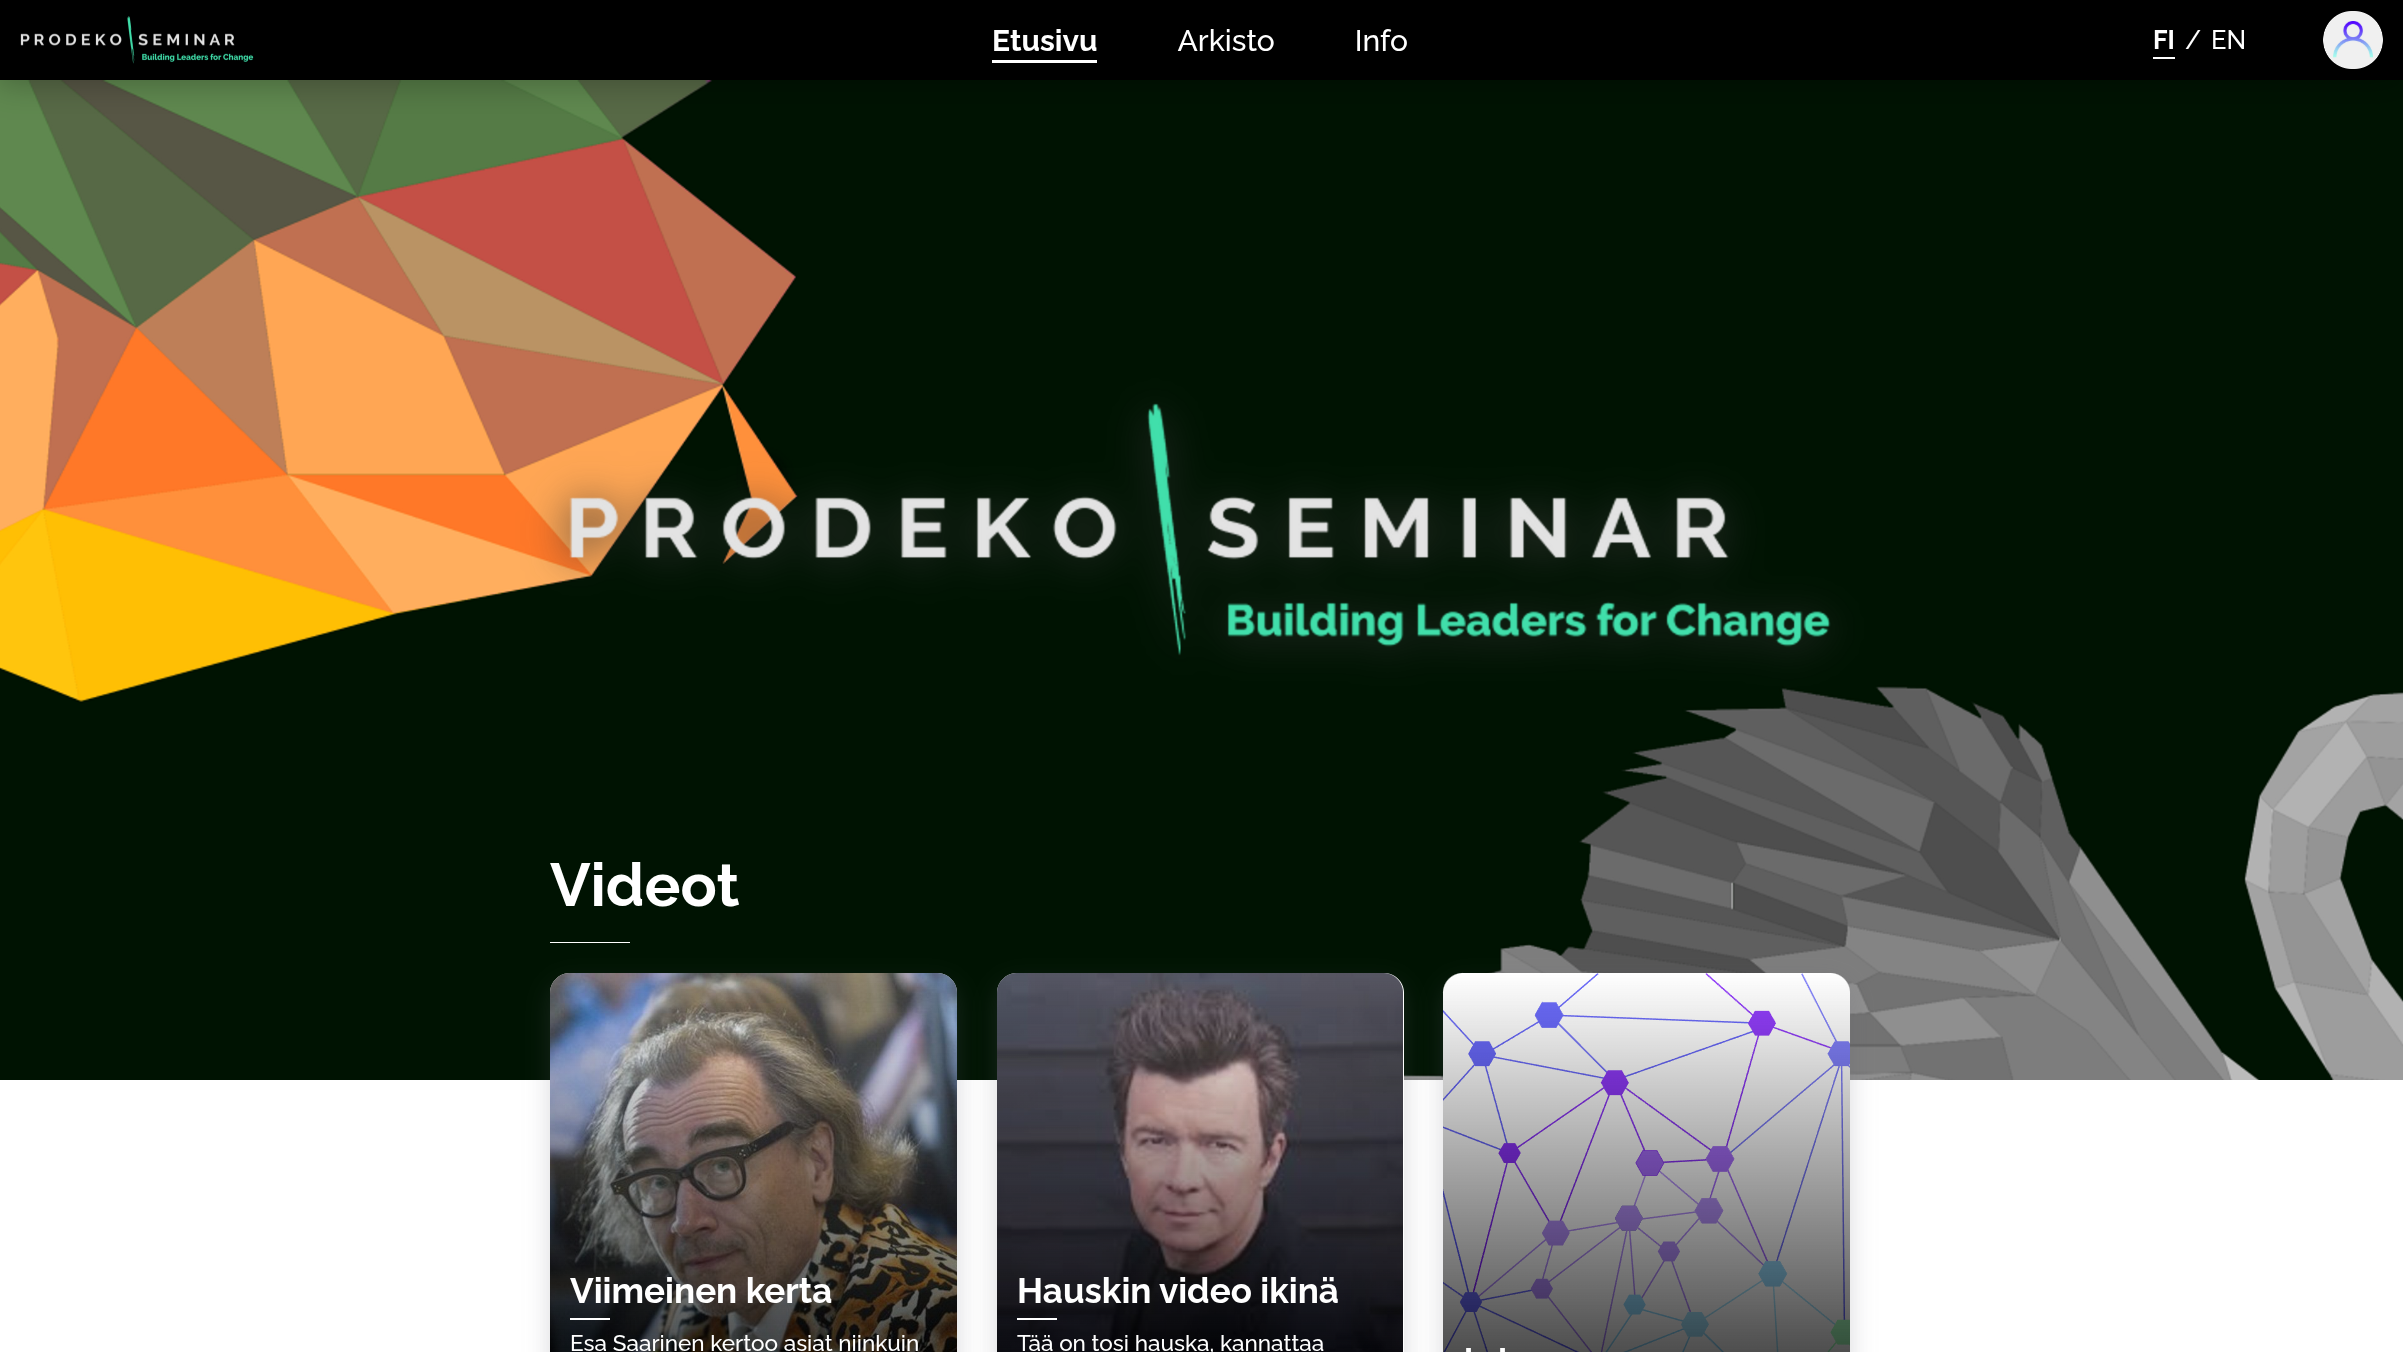 PRODEKO SEMINAR
Building Leaders for Change
Etusivu
Arkisto
Info
FI / EN
PRODEKO SEMINAR
Building Leaders for Change
Videot
Viimeinen kerta
Esa Saarinen kertoo asiat niinkuin
Hauskin video ikinä
Tää on tosi hauska, kannattaa